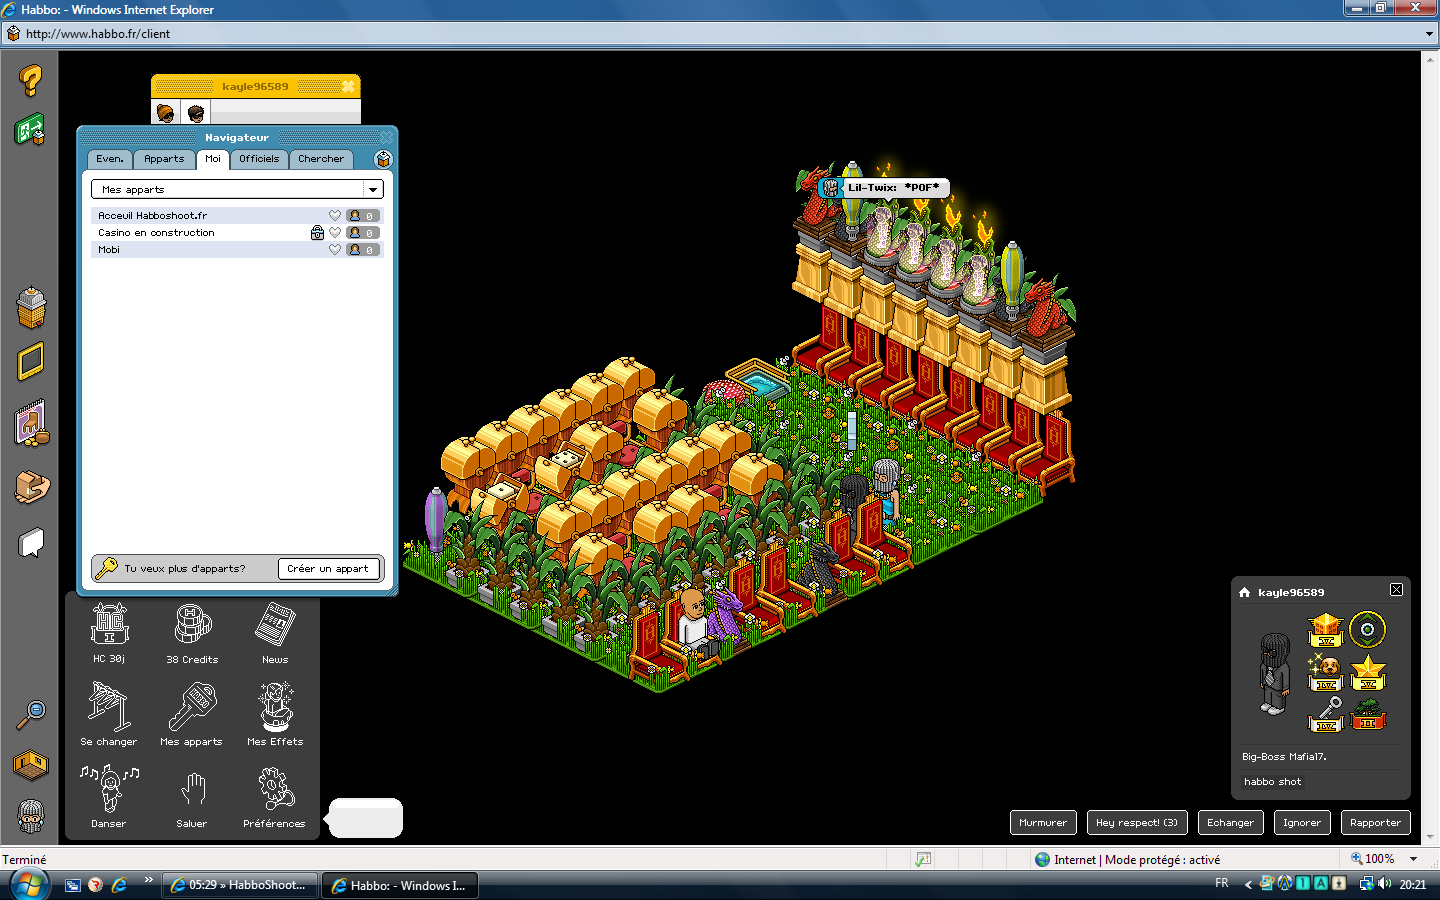 Habbo: - Windows Internet Explorer
http://www.habbo.fr/client
kayle96589
Navigateur
Even. Apparts Moi Officiels Chercher
Mes apparts
Acceuil Habboshoot.fr 0
Casino en construction 0
Mobi 0
Tu veux plus d'apparts? Créer un appart
Lil-Twix: *POF*
HC 30j 38 Credits News
Se changer Mes apparts Mes Effets
Danser Saluer Préférences
kayle96589
Big-Boss Mafia17.
habbo shot
Murmurer Hey respect! (3) Echanger Ignorer Rapporter
Terminé Internet | Mode protégé : activé 100%
05:29 » HabboShoot... Habbo: - Windows I... FR 20:21